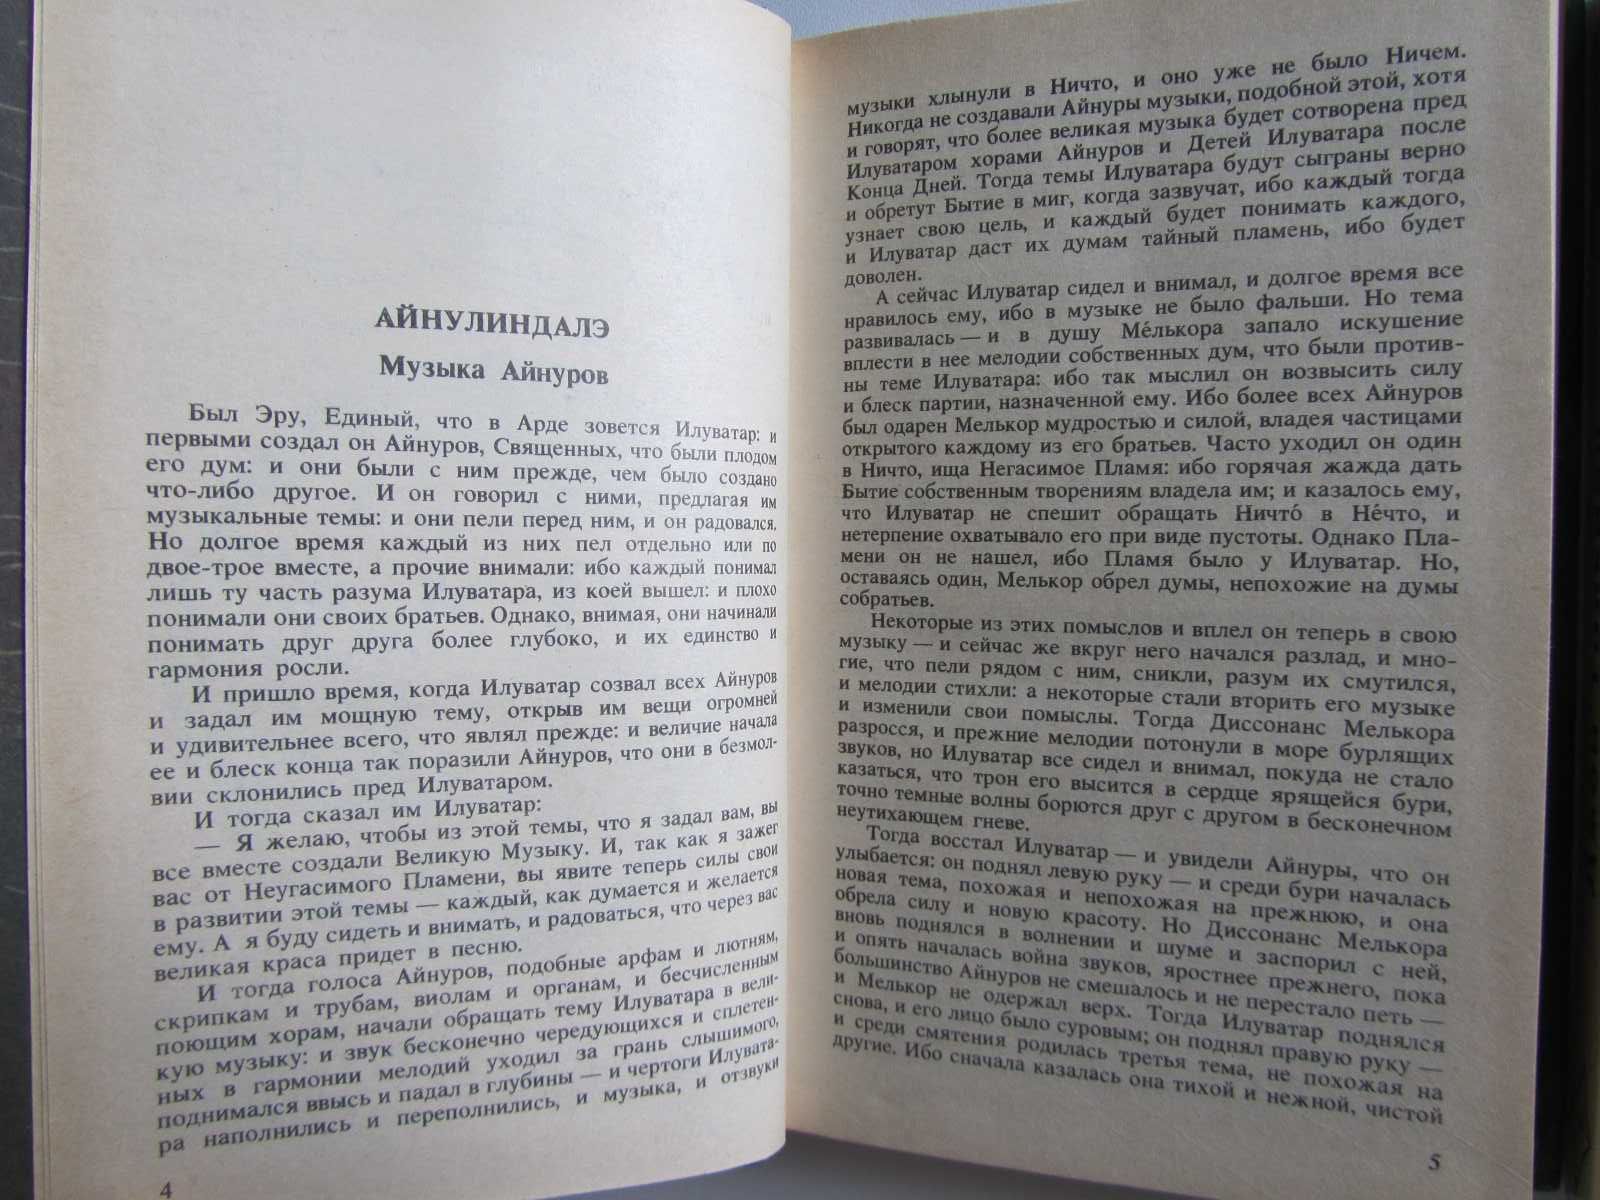 АЙНУЛИНДАЛЭ
Музыка Айнуров
Был Эру, Единый, что в Арде зовется Илуватар: и
первыми создал он Айнуров, Священных, что были плодом
его дум: и они были с ним прежде, чем было создано
что-либо другое. И он говорил с ними, предлагая им
музыкальные темы: и они пели перед ним, и он радовался.
Но долгое время каждый из них пел отдельно или по
двое-трое вместе, а прочие внимали: ибо каждый понимал
лишь ту часть разума Илуватара, из коей вышел: и плохо
понимали они своих братьев. Однако, внимая, они начинали
понимать друг друга более глубоко, и их единство и
гармония росли.
И пришло время, когда Илуватар созвал всех Айнуров
и задал им мощную тему, открыв им вещи огромней
и удивительнее всего, что являл прежде: и величие начала
ее и блеск конца так поразили Айнуров, что они в безмол-
вии склонились пред Илуватаром.
И тогда сказал им Илуватар:
— Я желаю, чтобы из этой темы, что я задал вам, вы
все вместе создали Великую Музыку. И, так как я зажег
вас от Неугасимого Пламени, вы явите теперь силы свои
в развитии этой темы — каждый, как думается и желается
ему. А я буду сидеть и внимать, и радоваться, что через вас
великая краса придет в песню.
И тогда голоса Айнуров, подобные арфам и лютням,
скрипкам и трубам, виолам и органам, и бесчисленным
поющим хорам, начали обращать тему Илуватара в вели-
кую музыку: и звук бесконечно чередующихся и сплетен-
ных в гармонии мелодий уходил за грань слышимого,
поднимался ввысь и падал в глубины — и чертоги Илувата-
ра наполнились и переполнились, и музыка, и отзвуки
4
музыки хлынули в Ничто, и оно уже не было Ничем.
Никогда не создавали Айнуры музыки, подобной этой, хотя
и говорят, что более великая музыка будет сотворена пред
Илуватаром хорами Айнуров и Детей Илуватара после
Конца Дней. Тогда темы Илуватара будут сыграны верно
и обретут Бытие в миг, когда зазвучат, ибо каждый тогда
узнает свою цель, и каждый будет понимать каждого,
и Илуватар даст их думам тайный пламень, ибо будет
доволен.
А сейчас Илуватар сидел и внимал, и долгое время все
нравилось ему, ибо в музыке не было фальши. Но тема
развивалась — и в душу Ме́лькора запало искушение
вплести в нее мелодии собственных дум, что были против-
ны теме Илуватара: ибо так мыслил он возвысить силу
и блеск партии, назначенной ему. Ибо более всех Айнуров
был одарен Мелькор мудростью и силой, владея частицами
открытого каждому из его братьев. Часто уходил он один
в Ничто, ища Негасимое Пламя: ибо горячая жажда дать
Бытие собственным творениям владела им; и казалось ему,
что Илуватар не спешит обращать Ничто́ в Не́что, и
нетерпение охватывало его при виде пустоты. Однако Пла-
мени он не нашел, ибо Пламя было у Илуватар. Но,
оставаясь один, Мелькор обрел думы, непохожие на думы
собратьев.
Некоторые из этих помыслов и вплел он теперь в свою
музыку — и сейчас же вкруг него начался разлад, и мно-
гие, что пели рядом с ним, сникли, разум их смутился,
и мелодии стихли: а некоторые стали вторить его музыке
и изменили свои помыслы. Тогда Диссонанс Мелькора
разросся, и прежние мелодии потонули в море бурлящих
звуков, но Илуватар все сидел и внимал, покуда не стало
казаться, что трон его высится в сердце ярящейся бури,
точно темные волны борются друг с другом в бесконечном
неутихающем гневе.
Тогда восстал Илуватар — и увидели Айнуры, что он
улыбается: он поднял левую руку — и среди бури началась
новая тема, похожая и непохожая на прежнюю, и она
обрела силу и новую красоту. Но Диссонанс Мелькора
вновь поднялся в волнении и шуме и заспорил с ней,
и опять началась война звуков, яростнее прежнего, пока
большинство Айнуров не смешалось и не перестало петь —
и Мелькор не одержал верх. Тогда Илуватар поднялся
снова, и его лицо было суровым; он поднял правую руку —
и среди смятения родилась третья тема, не похожая на
другие. Ибо сначала казалась она тихой и нежной, чистой
5